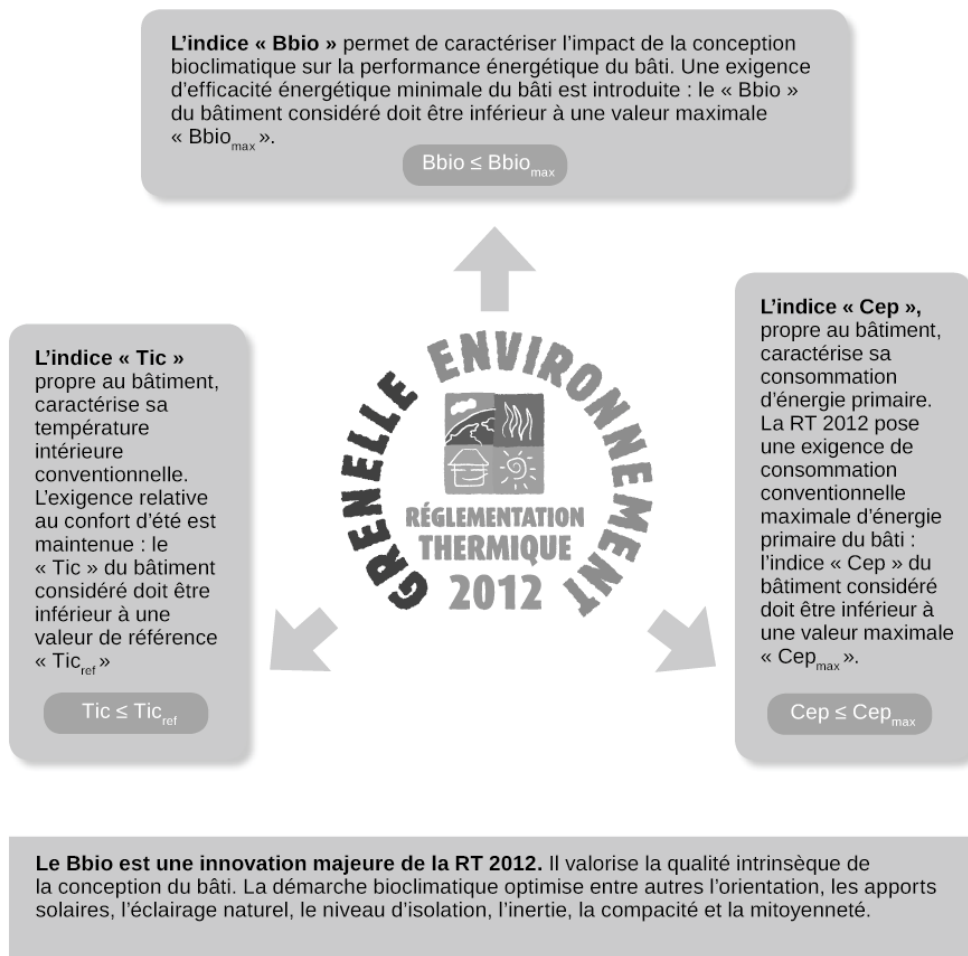 L’indice « Bbio » permet de caractériser l’impact de la conception
bioclimatique sur la performance énergétique du bâti. Une exigence
d’efficacité énergétique minimale du bâti est introduite : le « Bbio »
du bâtiment considéré doit être inférieur à une valeur maximale
« Bbiomax ».
Bbio ≤ Bbiomax
L’indice « Tic »
propre au bâtiment,
caractérise sa
température
intérieure
conventionnelle.
L’exigence relative
au confort d’été est
maintenue : le
« Tic » du bâtiment
considéré doit être
inférieur à une
valeur de référence
« Ticref »
Tic ≤ Ticref
GRENELLE ENVIRONNEMENT
RÉGLEMENTATION
THERMIQUE
2012
L’indice « Cep »,
propre au bâtiment,
caractérise sa
consommation
d’énergie primaire.
La RT 2012 pose
une exigence de
consommation
conventionnelle
maximale d’énergie
primaire du bâti :
l’indice « Cep » du
bâtiment considéré
doit être inférieur à
une valeur maximale
« Cepmax ».
Cep ≤ Cepmax
Le Bbio est une innovation majeure de la RT 2012. Il valorise la qualité intrinsèque de
la conception du bâti. La démarche bioclimatique optimise entre autres l’orientation, les apports
solaires, l’éclairage naturel, le niveau d’isolation, l’inertie, la compacité et la mitoyenneté.